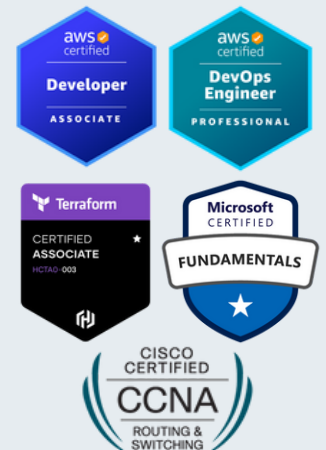 aws
certified
Developer
ASSOCIATE
aws
certified
DevOps
Engineer
PROFESSIONAL
Terraform
CERTIFIED
ASSOCIATE
HCTA0-003
Microsoft
CERTIFIED
FUNDAMENTALS
CISCO
CERTIFIED
CCNA
ROUTING &
SWITCHING